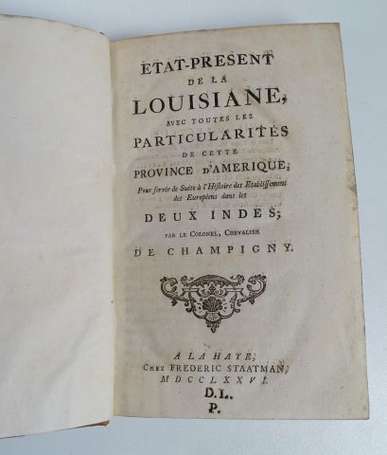 ETAT-PRESENT
DE LA
LOUISIANE,
AVEC TOUTES LES
PARTICULARITÉS
DE CETTE
PROVINCE D'AMERIQUE;
Pour servir de Suite à l'Histoire des Etablissement
des Européens dans les
DEUX INDES;
PAR LE COLONEL, CHEVALIER
DE CHAMPIGNY.
A LA HAYE,
CHEZ FREDERIC STAATMAN,
MDCCLXXVI.
D.L.
P.